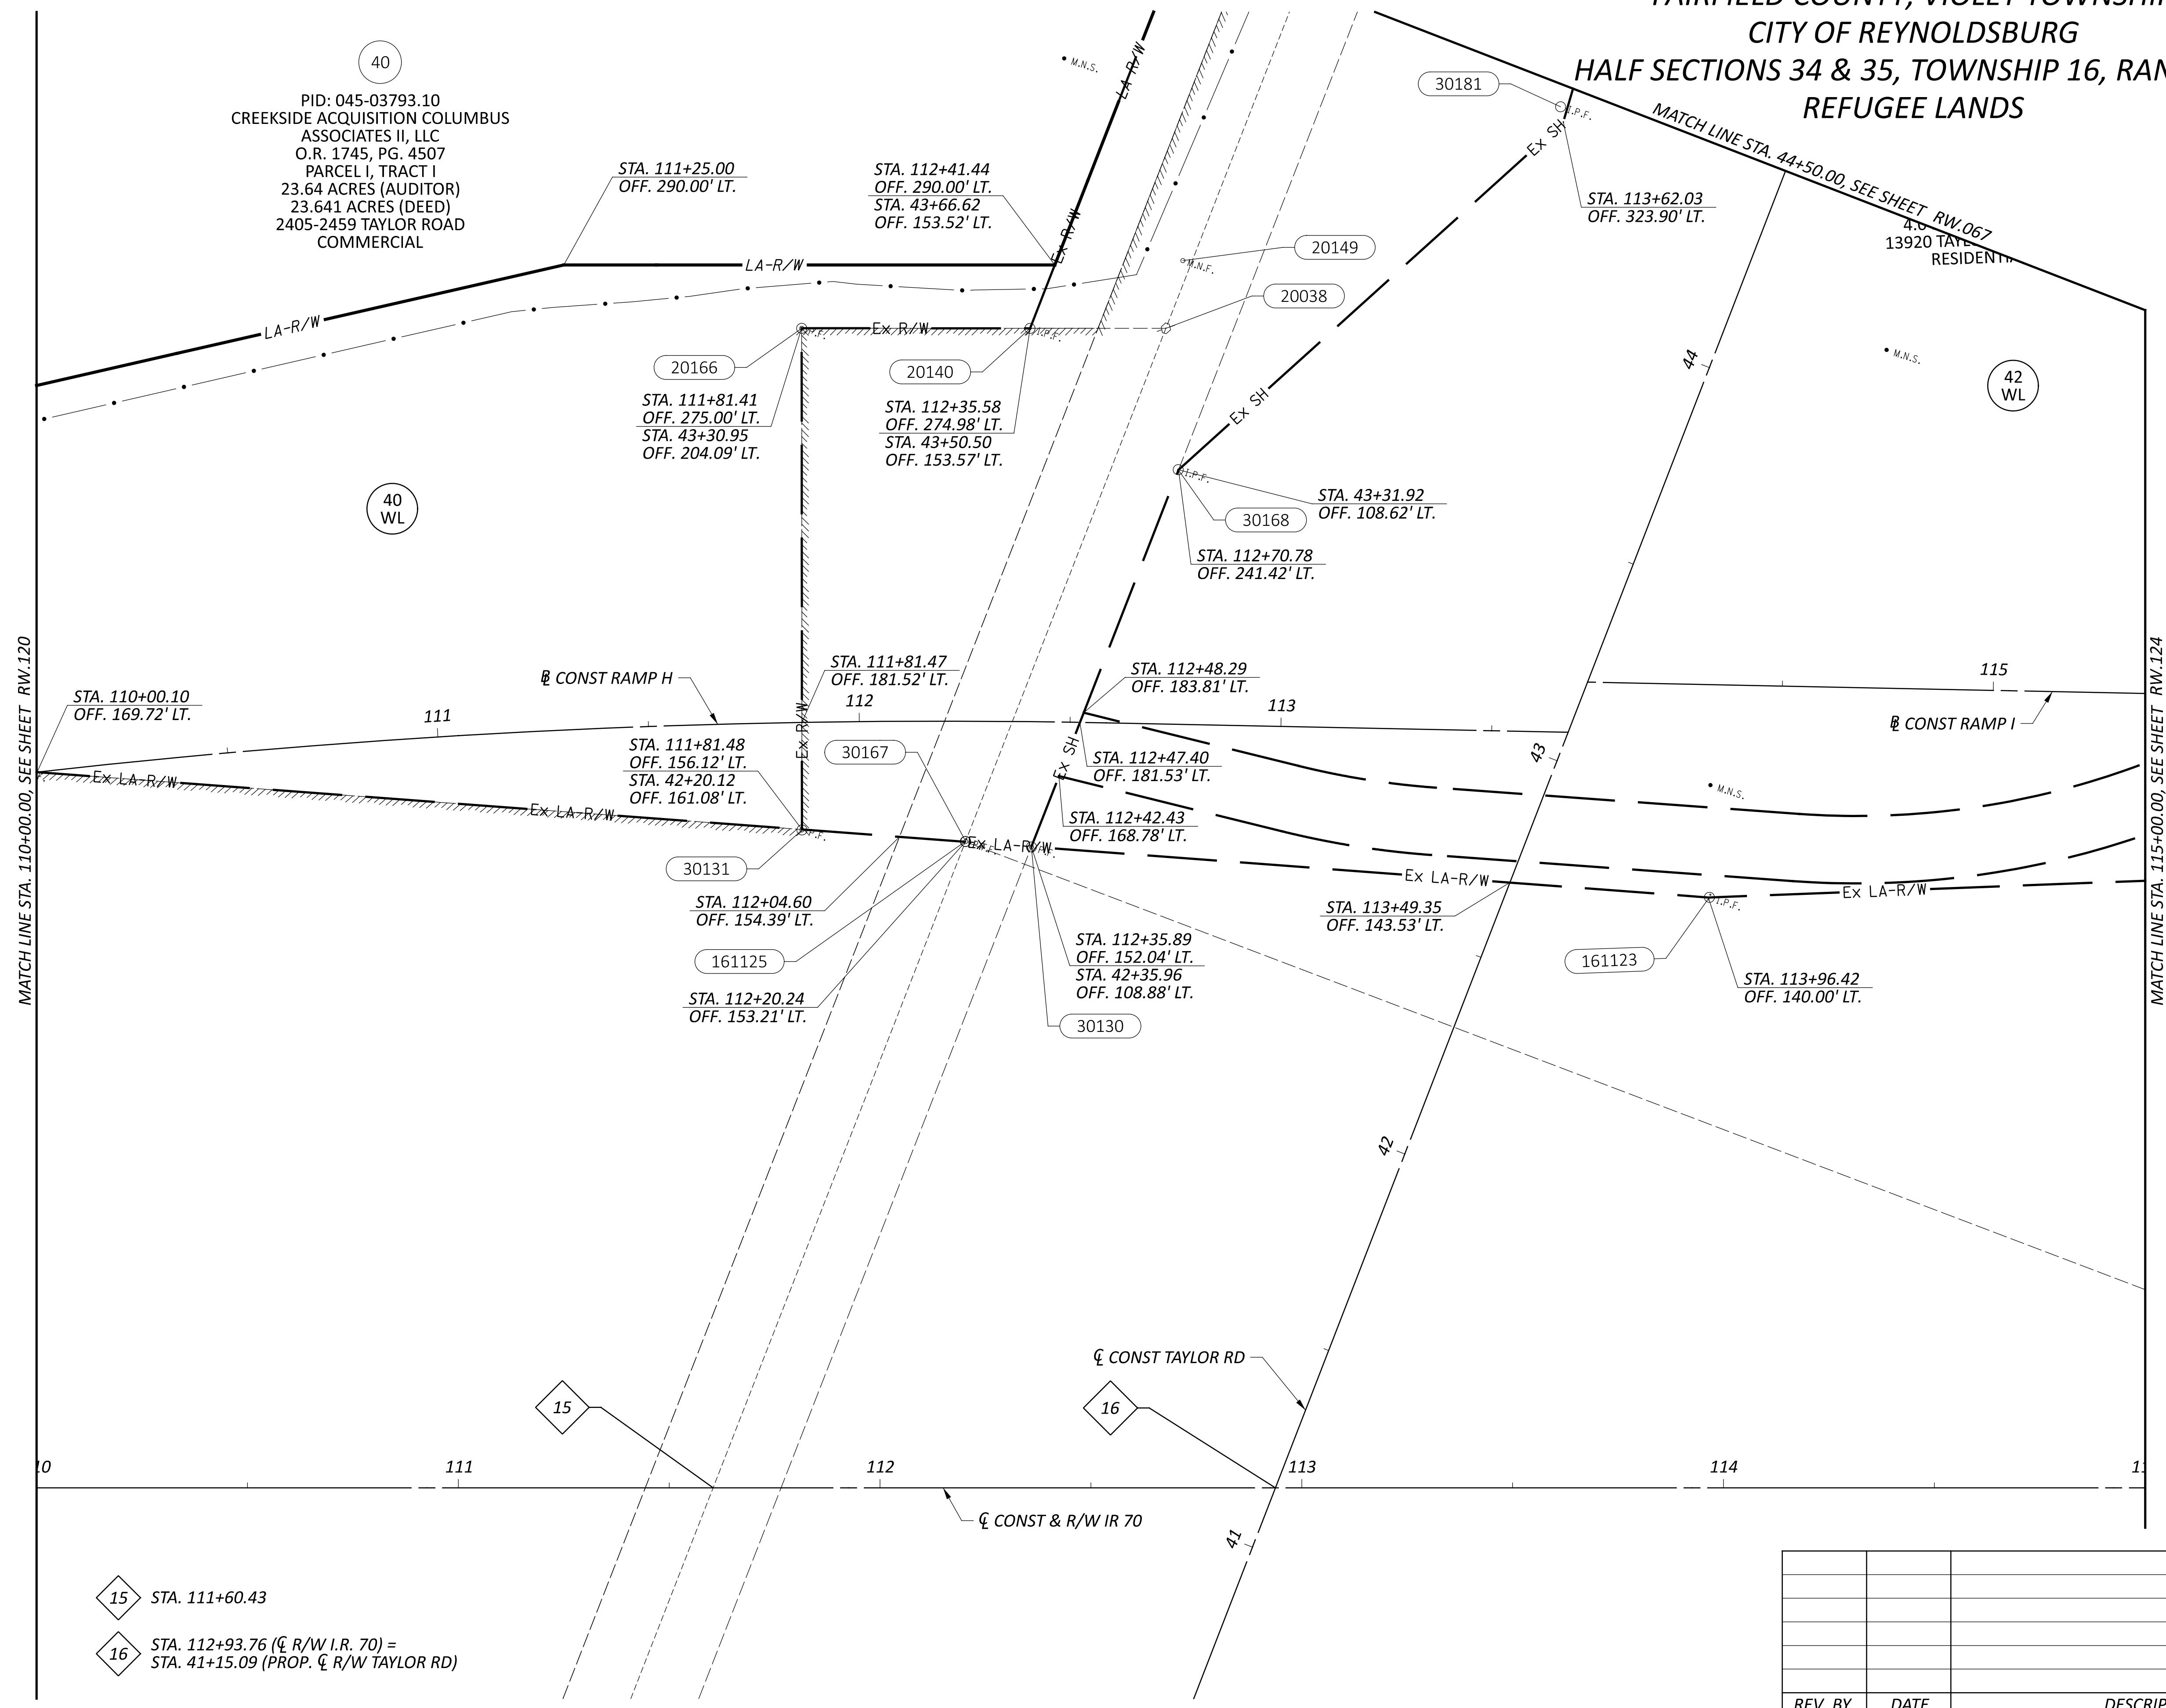 FAIRFIELD COUNTY, VIOLET TOWNSHIP
CITY OF REYNOLDSBURG
HALF SECTIONS 34 & 35, TOWNSHIP 16, RAN
REFUGEE LANDS
40
PID: 045-03793.10
CREEKSIDE ACQUISITION COLUMBUS
ASSOCIATES II, LLC
O.R. 1745, PG. 4507
PARCEL I, TRACT I
23.64 ACRES (AUDITOR)
23.641 ACRES (DEED)
2405-2459 TAYLOR ROAD
COMMERCIAL
STA. 111+25.00
OFF. 290.00' LT.
STA. 112+41.44
OFF. 290.00' LT.
STA. 43+66.62
OFF. 153.52' LT.
M.N.S.
LA-R/W
Ex R/W
30181
I.P.F.
Ex SH
MATCH LINE STA. 44+50.00, SEE SHEET RW.067
STA. 113+62.03
OFF. 323.90' LT.
4.0
13920 TAYL
RESIDENTI
20149
M.N.F.
20038
LA-R/W
LA-R/W
Ex R/W
I.P.F.
I.P.F.
20166
20140
STA. 111+81.41
OFF. 275.00' LT.
STA. 43+30.95
OFF. 204.09' LT.
STA. 112+35.58
OFF. 274.98' LT.
STA. 43+50.50
OFF. 153.57' LT.
44
M.N.S.
42
WL
Ex SH
I.P.F.
40
WL
STA. 43+31.92
OFF. 108.62' LT.
30168
STA. 112+70.78
OFF. 241.42' LT.
MATCH LINE STA. 110+00.00, SEE SHEET RW.120
STA. 110+00.10
OFF. 169.72' LT.
℄ CONST RAMP H
STA. 111+81.47
OFF. 181.52' LT.
STA. 112+48.29
OFF. 183.81' LT.
111
112
113
115
℄ CONST RAMP I
MATCH LINE STA. 115+00.00, SEE SHEET RW.124
Ex R/W
STA. 111+81.48
OFF. 156.12' LT.
STA. 42+20.12
OFF. 161.08' LT.
30167
Ex SH
STA. 112+47.40
OFF. 181.53' LT.
43
M.N.S.
Ex LA-R/W
Ex LA-R/W
STA. 112+42.43
OFF. 168.78' LT.
I.P.F.
Ex LA-R/W
I.P.F.
I.P.F.
30131
Ex LA-R/W
Ex LA-R/W
I.P.F.
STA. 112+04.60
OFF. 154.39' LT.
STA. 113+49.35
OFF. 143.53' LT.
161125
STA. 112+35.89
OFF. 152.04' LT.
STA. 42+35.96
OFF. 108.88' LT.
161123
STA. 113+96.42
OFF. 140.00' LT.
STA. 112+20.24
OFF. 153.21' LT.
30130
42
℄ CONST TAYLOR RD
15
16
10
111
112
113
114
11
℄ CONST & R/W IR 70
41
15 STA. 111+60.43
16 STA. 112+93.76 (℄ R/W I.R. 70) =
STA. 41+15.09 (PROP. ℄ R/W TAYLOR RD)
REV. BY DATE DESCRIP